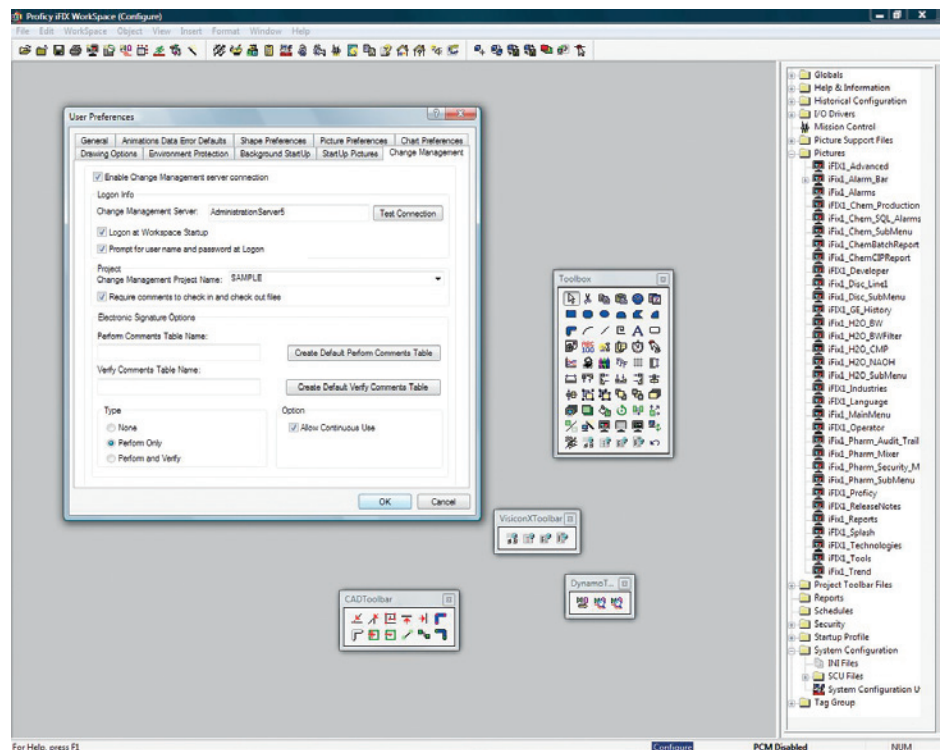 Proficy iFIX WorkSpace (Configure)
File Edit WorkSpace Object View Insert Format Window Help
User Preferences
General Animations Data Error Defaults Shape Preferences Picture Preferences Chart Preferences
Drawing Options Environment Protection Background StartUp StartUp Pictures Change Management
Enable Change Management server connection
Logon Info
Change Management Server: AdministrationServer5 Test Connection
Logon at Workspace Startup
Prompt for user name and password at Logon
Project
Change Management Project Name: SAMPLE
Require comments to check in and check out files
Electronic Signature Options
Perform Comments Table Name:
Create Default Perform Comments Table
Verify Comments Table Name:
Create Default Verify Comments Table
Type Option
None Allow Continuous Use
Perform Only
Perform and Verify
OK Cancel
Toolbox
VisiconXToolbar
DynamoT...
CADToolbar
Globals
Help & Information
Historical Configuration
I/O Drivers
Mission Control
Picture Support Files
Pictures
iFIX1_Advanced
iFix1_Alarm_Bar
iFix1_Alarms
iFIX1_Chem_Production
iFix1_Chem_SQL_Alarms
iFix1_Chem_SubMenu
iFix1_ChemBatchReport
iFix1_ChemCIPReport
iFIX1_Developer
iFix1_Disc_Line1
iFix1_Disc_SubMenu
iFIX1_GE_History
iFix1_H2O_BW
iFix1_H2O_BWFilter
iFix1_H2O_CMP
iFix1_H2O_NAOH
iFix1_H2O_SubMenu
iFIX1_Industries
iFix1_Language
iFix1_MainMenu
iFIX1_Operator
iFix1_Pharm_Audit_Trail
iFix1_Pharm_Mixer
iFix1_Pharm_Security_M
iFix1_Pharm_SubMenu
iFIX1_Proficy
iFIX1_ReleaseNotes
iFix1_Reports
iFIX1_Splash
iFIX1_Technologies
iFIX1_Tools
iFix1_Trend
Project Toolbar Files
Reports
Schedules
Security
Startup Profile
System Configuration
INI Files
SCU Files
System Configuration U
Tag Group
For Help, press F1 Configure PCM Disabled NUM